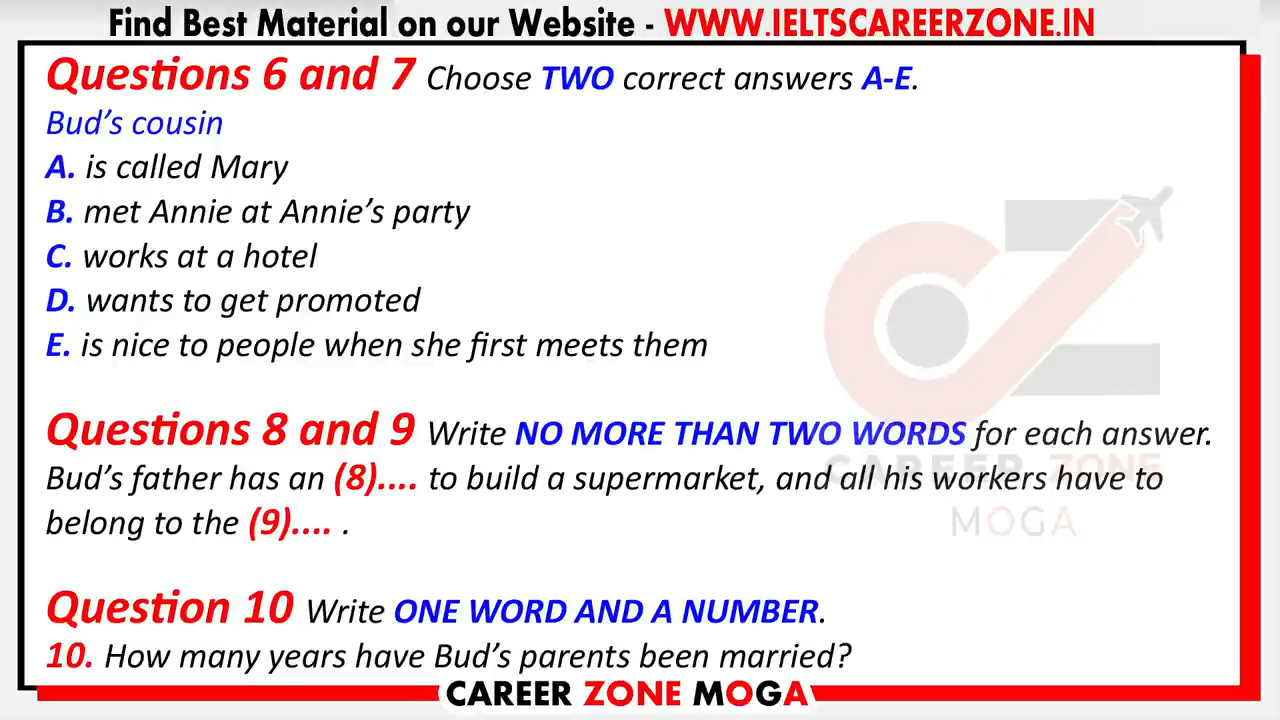 Find Best Material on our Website - WWW.IELTSCAREERZONE.IN
Questions 6 and 7 Choose TWO correct answers A-E.
Bud's cousin
A. is called Mary
B. met Annie at Annie's party
C. works at a hotel
D. wants to get promoted
E. is nice to people when she first meets them
Questions 8 and 9 Write NO MORE THAN TWO WORDS for each answer.
Bud's father has an (8).... to build a supermarket, and all his workers have to
belong to the (9).... .
CAREER ZONE
MOGA
Question 10 Write ONE WORD AND A NUMBER.
10. How many years have Bud's parents been married?
CAREER ZONE MOGA